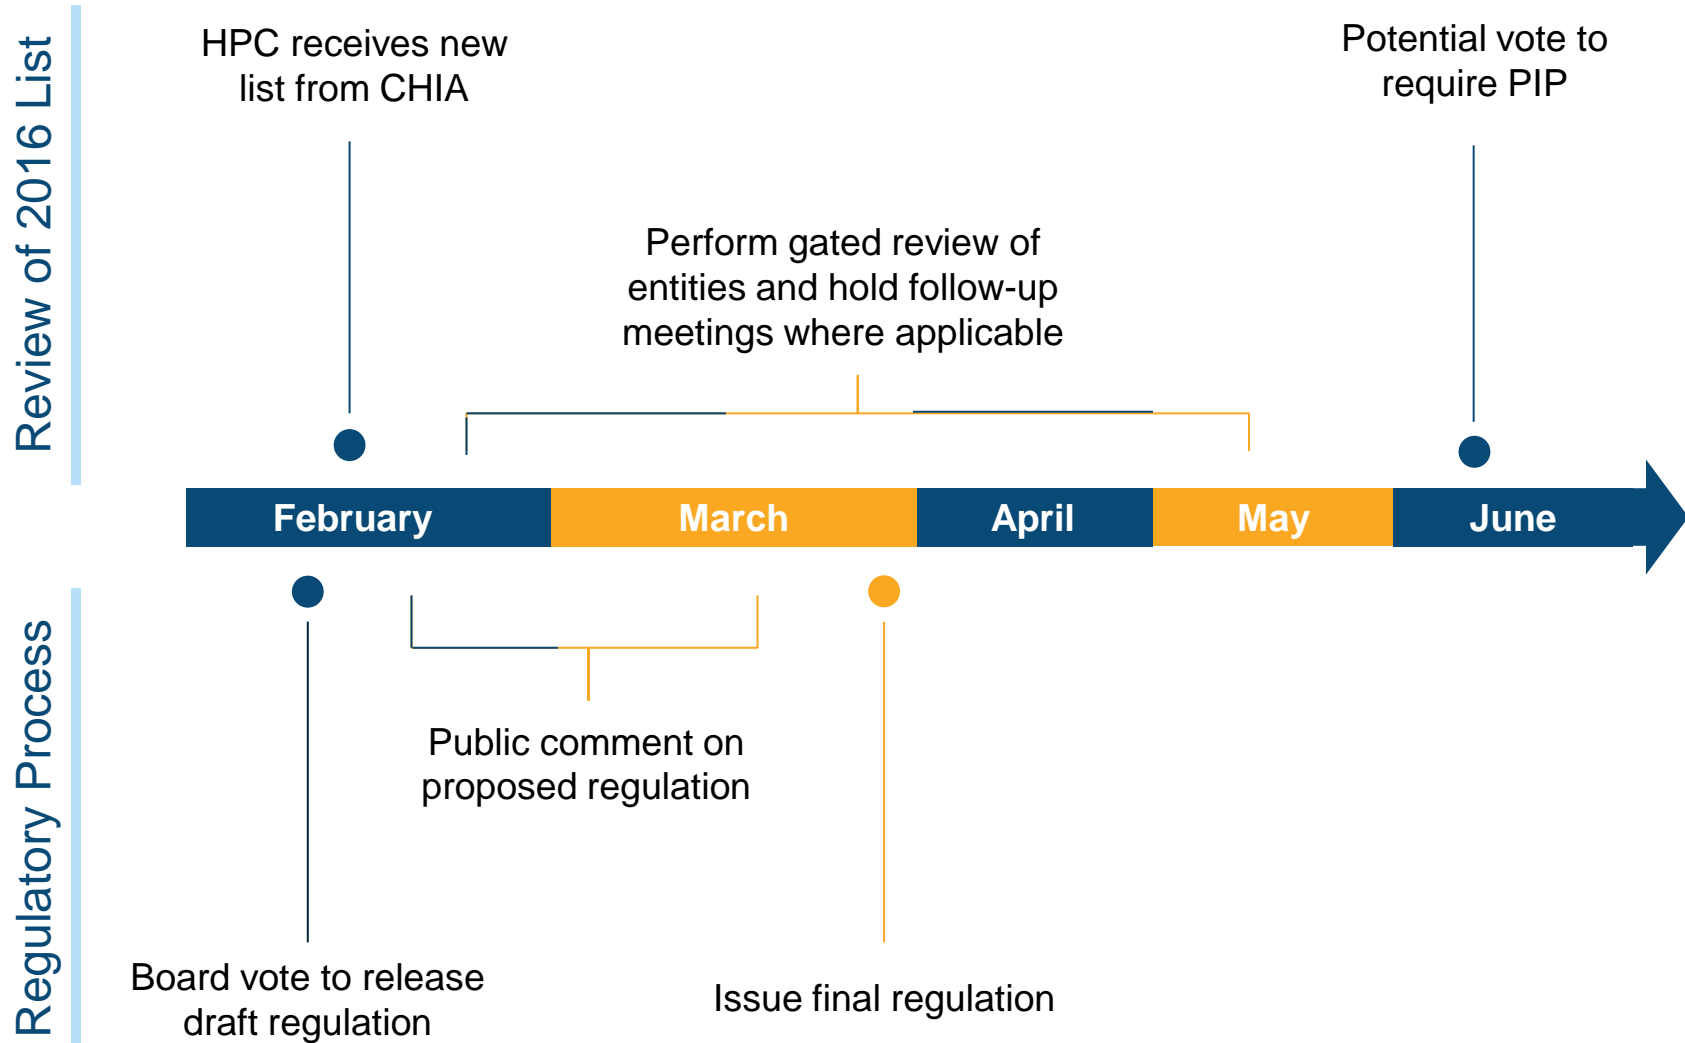 Review of 2016 List
HPC receives new
list from CHIA
Potential vote to
require PIP
Perform gated review of
entities and hold follow-up
meetings where applicable
February
March
April
May
June
Regulatory Process
Public comment on
proposed regulation
Board vote to release
draft regulation
Issue final regulation